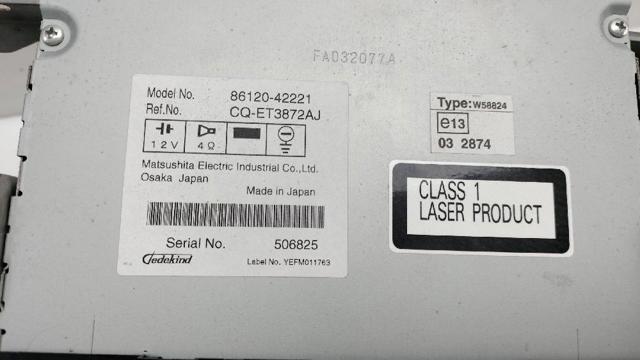 FA032077A
Model No. 86120-42221
Ref.No. CQ-ET3872AJ
12V 4Ω
Matsushita Electric Industrial Co.,Ltd.
Osaka Japan
Made in Japan
Serial No. 506825
Jedekind
Label No. YEFM011763
Type:W58824
e13
03 2874
CLASS 1
LASER PRODUCT